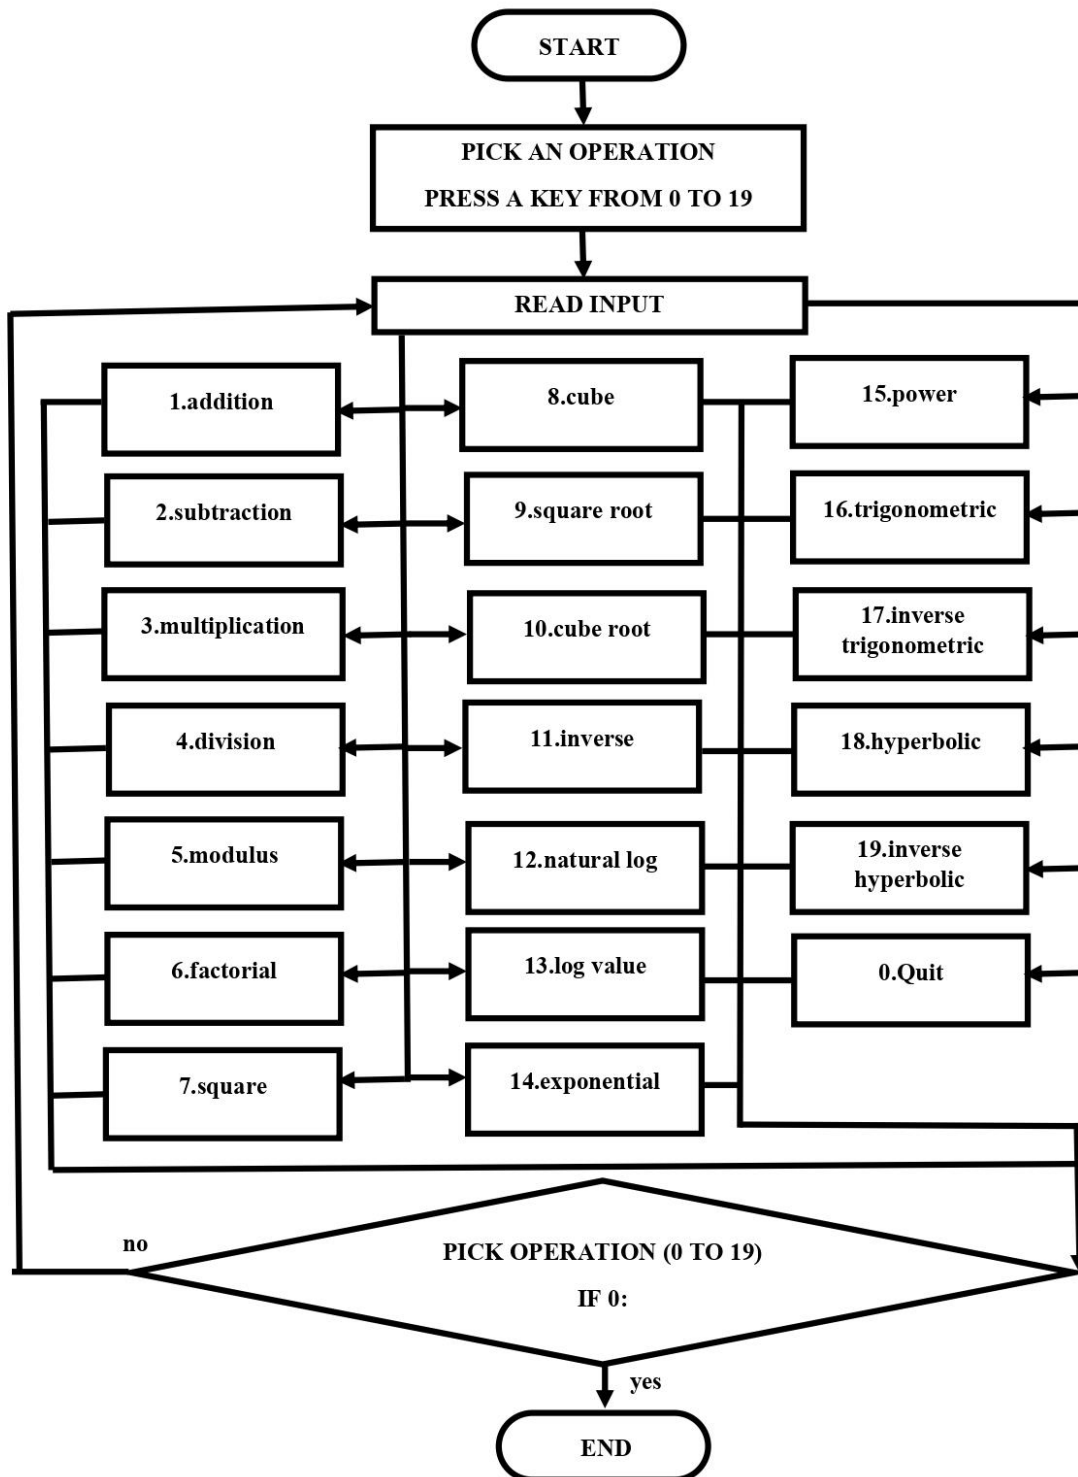 START
PICK AN OPERATION
PRESS A KEY FROM 0 TO 19
READ INPUT
1.addition
2.subtraction
3.multiplication
4.division
5.modulus
6.factorial
7.square
8.cube
9.square root
10.cube root
11.inverse
12.natural log
13.log value
14.exponential
15.power
16.trigonometric
17.inverse
trigonometric
18.hyperbolic
19.inverse
hyperbolic
0.Quit
no
PICK OPERATION (0 TO 19)
IF 0:
yes
END